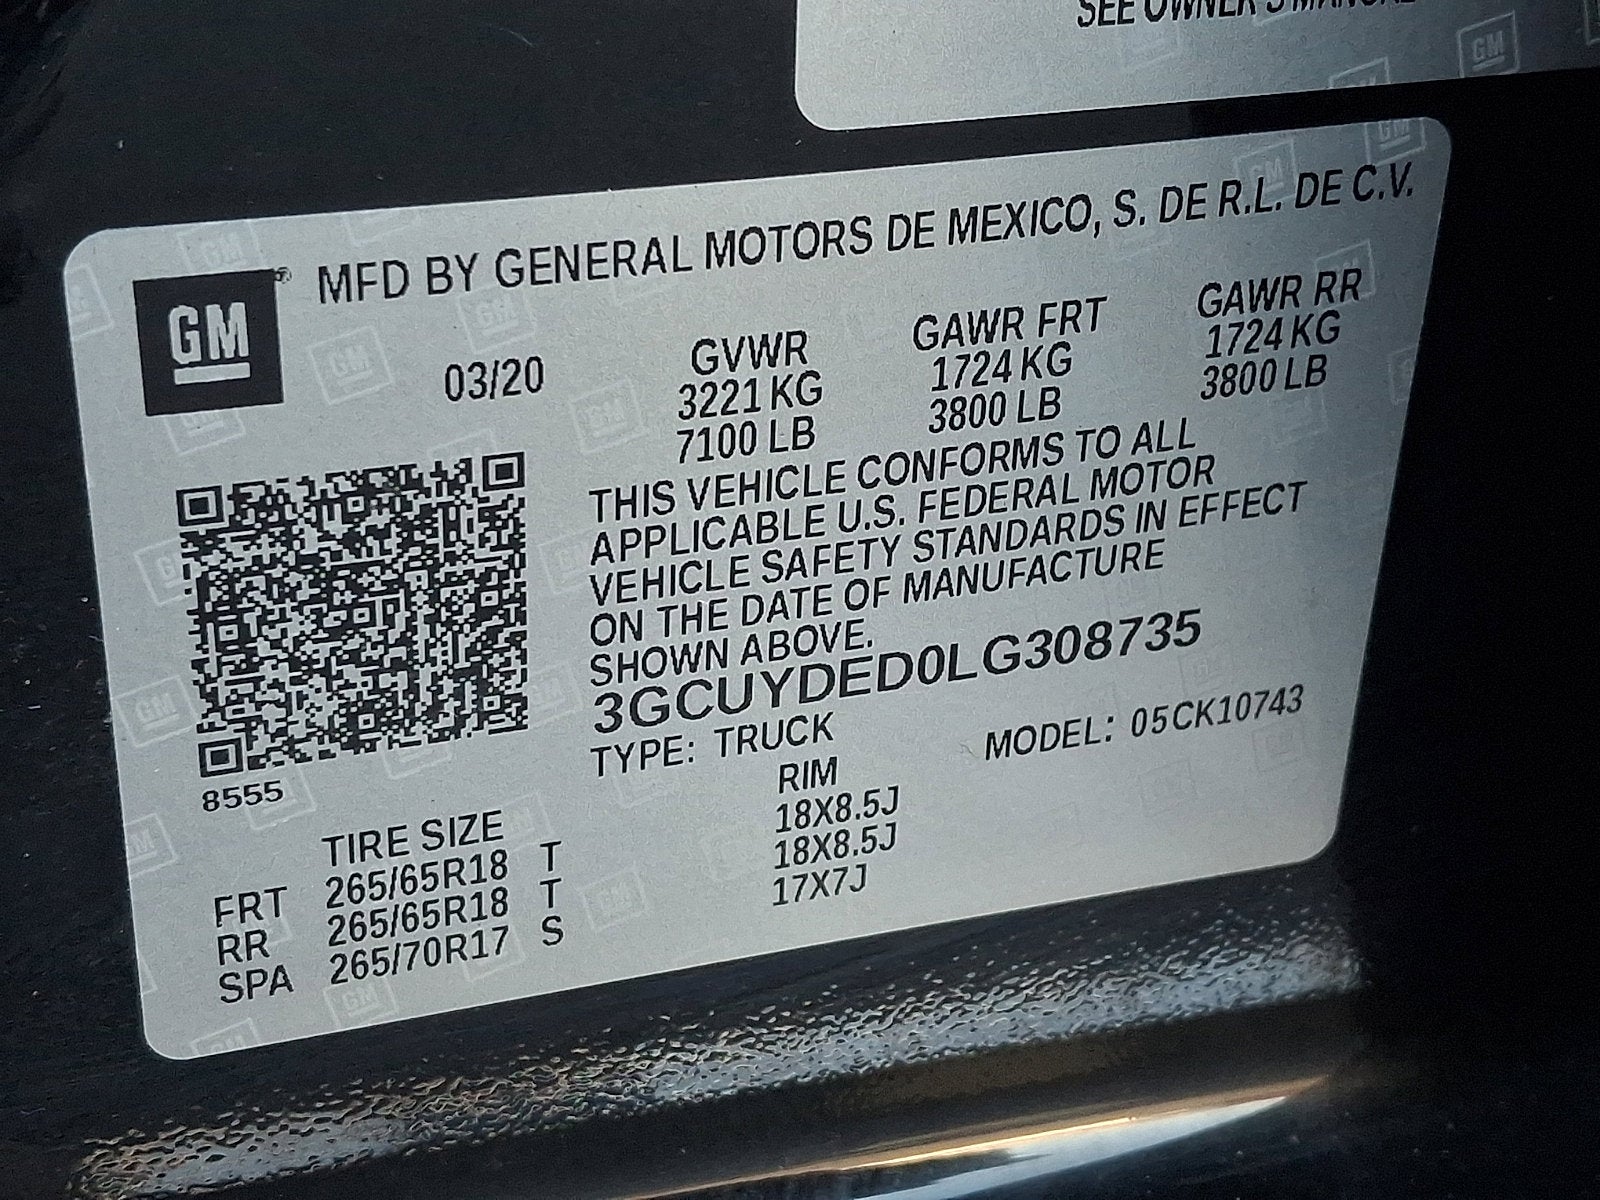 SEE OWNER'S MANUAL
GM ® MFD BY GENERAL MOTORS DE MEXICO, S. DE R.L. DE C.V.
03/20
GVWR GAWR FRT GAWR RR
3221 KG 1724 KG 1724 KG
7100 LB 3800 LB 3800 LB
THIS VEHICLE CONFORMS TO ALL
APPLICABLE U.S. FEDERAL MOTOR
VEHICLE SAFETY STANDARDS IN EFFECT
ON THE DATE OF MANUFACTURE
SHOWN ABOVE.
3GCUYDED0LG308735
TYPE: TRUCK MODEL: 05CK10743
8555
TIRE SIZE RIM
FRT 265/65R18 T 18X8.5J
RR 265/65R18 T 18X8.5J
SPA 265/70R17 S 17X7J